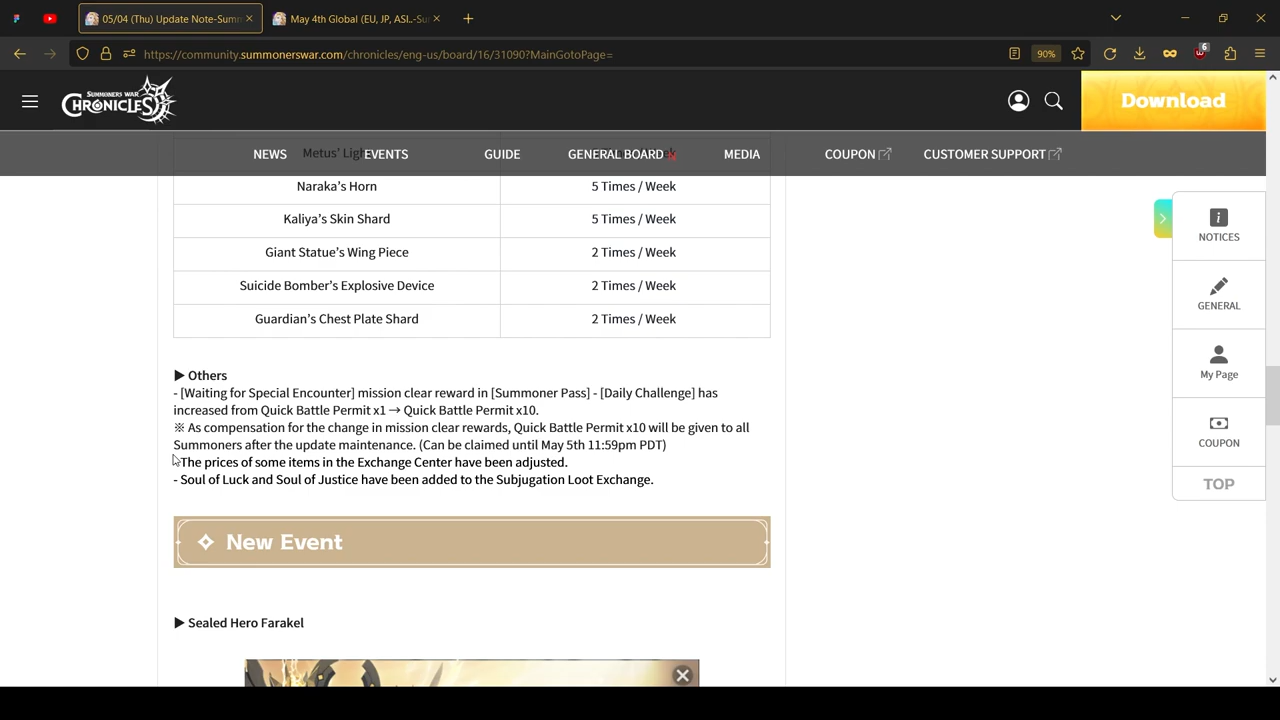 05/04 (Thu) Update Note-Summ
May 4th Global (EU, JP, ASI..-Su
https://community.summonerswar.com/chronicles/eng-us/board/16/31090?MainGotoPage=
90%
6
SUMMONERS WAR
CHRONICLES
Download
NEWS
EVENTS
GUIDE
GENERAL BOARD
MEDIA
COUPON
CUSTOMER SUPPORT
Metus' Light
Naraka's Horn 5 Times / Week
Kaliya's Skin Shard 5 Times / Week
Giant Statue's Wing Piece 2 Times / Week
Suicide Bomber's Explosive Device 2 Times / Week
Guardian's Chest Plate Shard 2 Times / Week
▶ Others
- [Waiting for Special Encounter] mission clear reward in [Summoner Pass] - [Daily Challenge] has
increased from Quick Battle Permit x1 → Quick Battle Permit x10.
※ As compensation for the change in mission clear rewards, Quick Battle Permit x10 will be given to all
Summoners after the update maintenance. (Can be claimed until May 5th 11:59pm PDT)
- The prices of some items in the Exchange Center have been adjusted.
- Soul of Luck and Soul of Justice have been added to the Subjugation Loot Exchange.
New Event
▶ Sealed Hero Farakel
NOTICES
GENERAL
My Page
COUPON
TOP